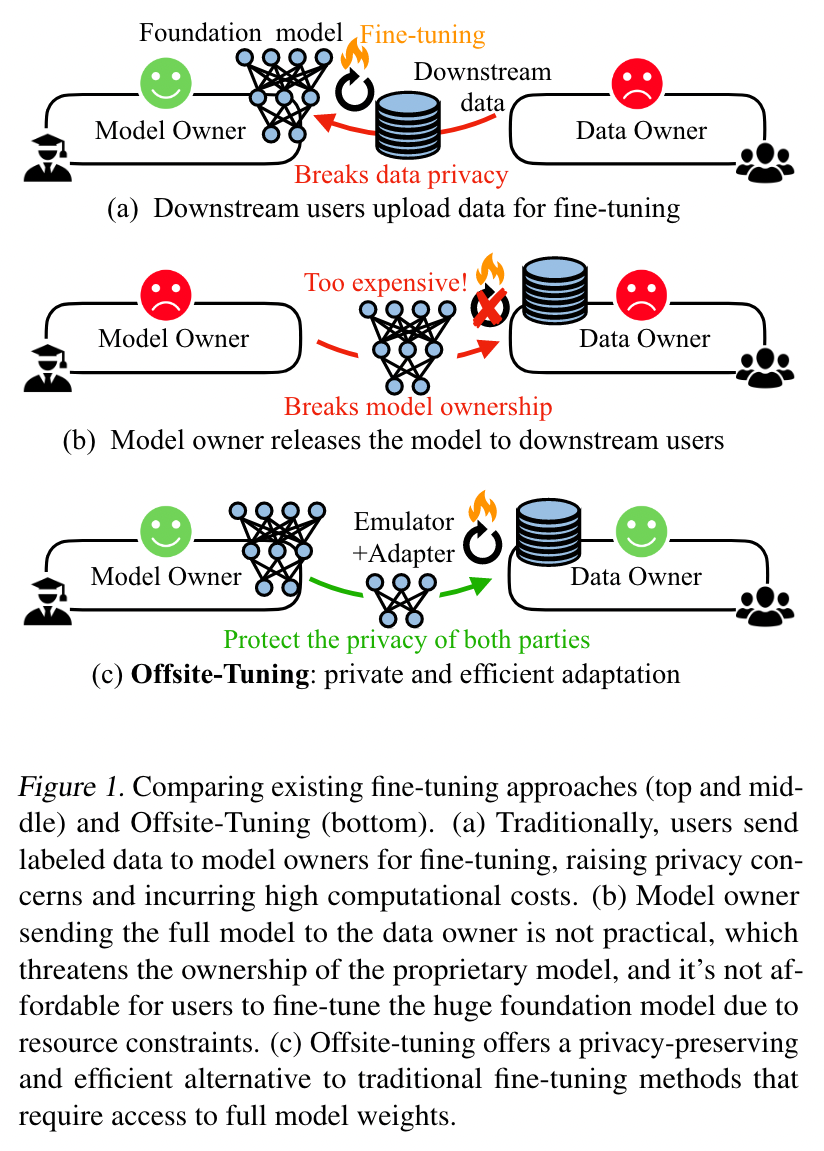 Foundation model
Fine-tuning
Downstream
data
Model Owner
Data Owner
Breaks data privacy
(a) Downstream users upload data for fine-tuning
Too expensive!
Model Owner
Data Owner
Breaks model ownership
(b) Model owner releases the model to downstream users
Emulator
+Adapter
Model Owner
Data Owner
Protect the privacy of both parties
(c) Offsite-Tuning: private and efficient adaptation
Figure 1. Comparing existing fine-tuning approaches (top and mid-
dle) and Offsite-Tuning (bottom). (a) Traditionally, users send
labeled data to model owners for fine-tuning, raising privacy con-
cerns and incurring high computational costs. (b) Model owner
sending the full model to the data owner is not practical, which
threatens the ownership of the proprietary model, and it's not af-
fordable for users to fine-tune the huge foundation model due to
resource constraints. (c) Offsite-tuning offers a privacy-preserving
and efficient alternative to traditional fine-tuning methods that
require access to full model weights.